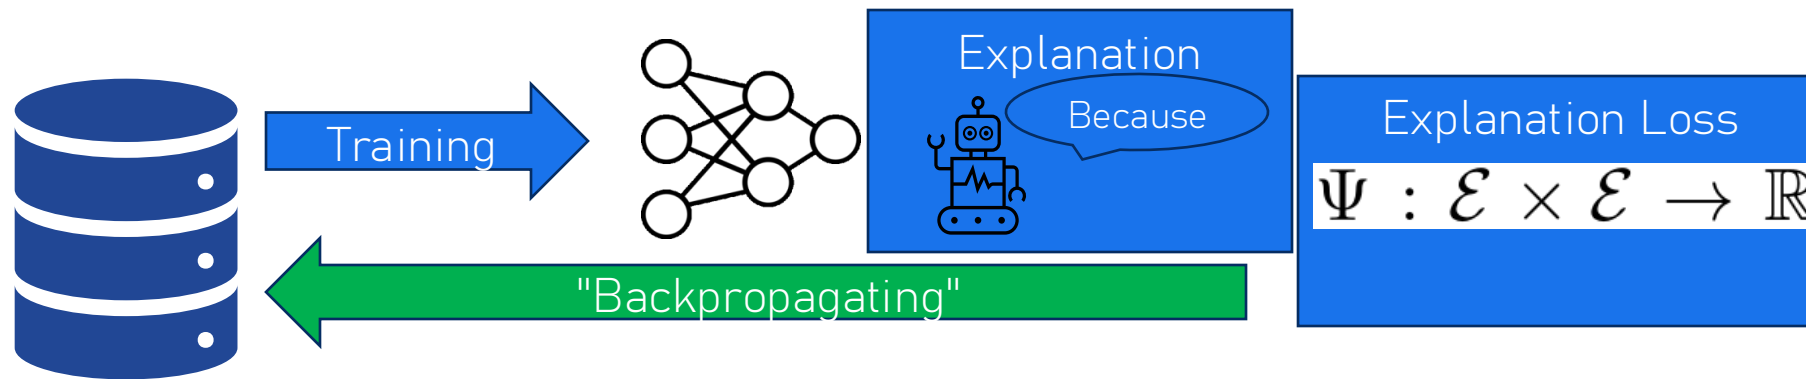 Training
Explanation
Because
Explanation Loss
Ψ : ℰ × ℰ → ℝ
"Backpropagating"